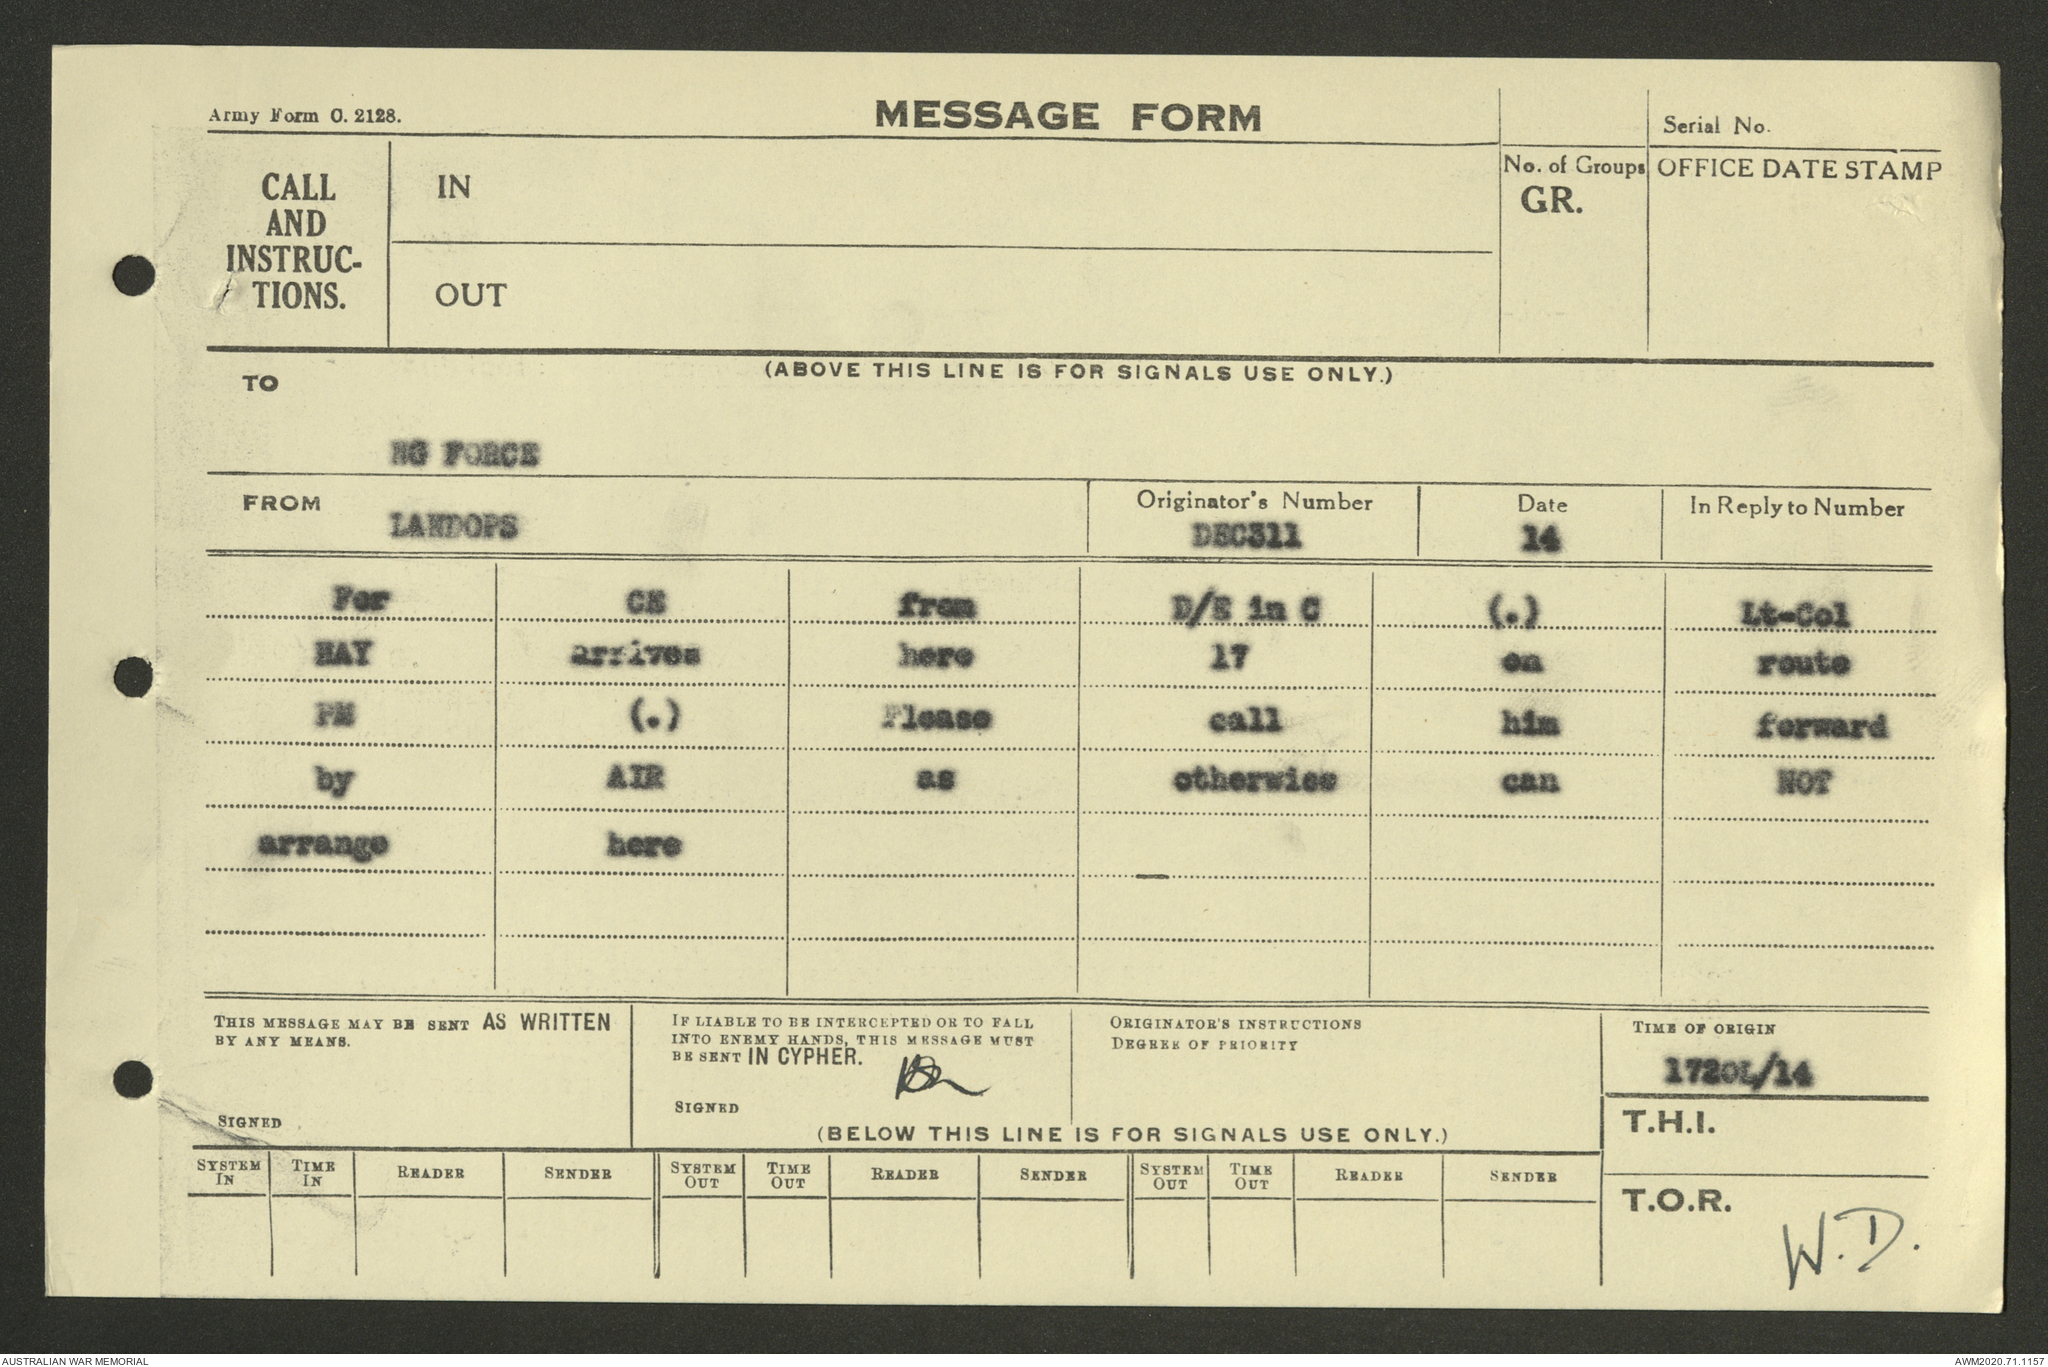 Army Form C. 2128.
MESSAGE FORM
Serial No.
CALL AND INSTRUC-TIONS.
IN
OUT
No. of Groups
GR.
OFFICE DATE STAMP
(ABOVE THIS LINE IS FOR SIGNALS USE ONLY.)
TO
NG FORCE
FROM
LANDOPS
Originator's Number
DEC311
Date
14
In Reply to Number
For CE from D/E in C (.) Lt-Col
HAY arrives here 17 en route
PM (.) Please call him forward
by AIR as otherwise can NOT
arrange here
THIS MESSAGE MAY BE SENT AS WRITTEN
BY ANY MEANS.
SIGNED
IF LIABLE TO BE INTERCEPTED OR TO FALL
INTO ENEMY HANDS, THIS MESSAGE MUST
BE SENT IN CYPHER.
SIGNED
ORIGINATOR'S INSTRUCTIONS
DEGREE OF PRIORITY
TIME OF ORIGIN
1720L/14
T.H.I.
(BELOW THIS LINE IS FOR SIGNALS USE ONLY.)
SYSTEM IN TIME IN READER SENDER SYSTEM OUT TIME OUT READER SENDER SYSTEM OUT TIME OUT READER SENDER
T.O.R.
W.D.
AUSTRALIAN WAR MEMORIAL
AWM2020.71.1157